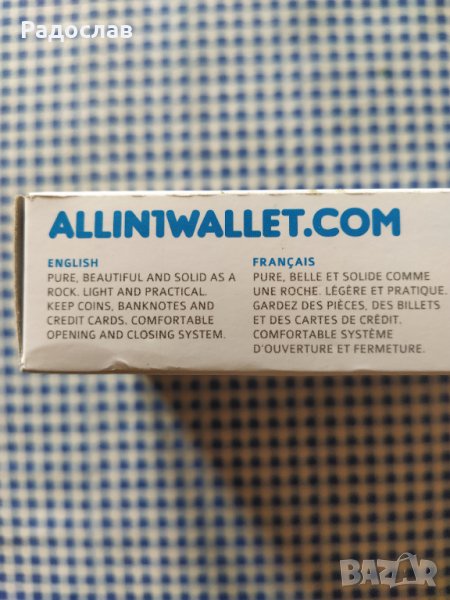 Радослав
ALLIN1WALLET.COM
ENGLISH
PURE, BEAUTIFUL AND SOLID AS A
ROCK. LIGHT AND PRACTICAL.
KEEP COINS, BANKNOTES AND
CREDIT CARDS. COMFORTABLE
OPENING AND CLOSING SYSTEM.
FRANÇAIS
PURE, BELLE ET SOLIDE COMME
UNE ROCHE. LÉGÈRE ET PRATIQUE.
GARDEZ DES PIÈCES, DES BILLETS
ET DES CARTES DE CRÉDIT.
COMFORTABLE SYSTÈME
D'OUVERTURE ET FERMETURE.
BAZAR